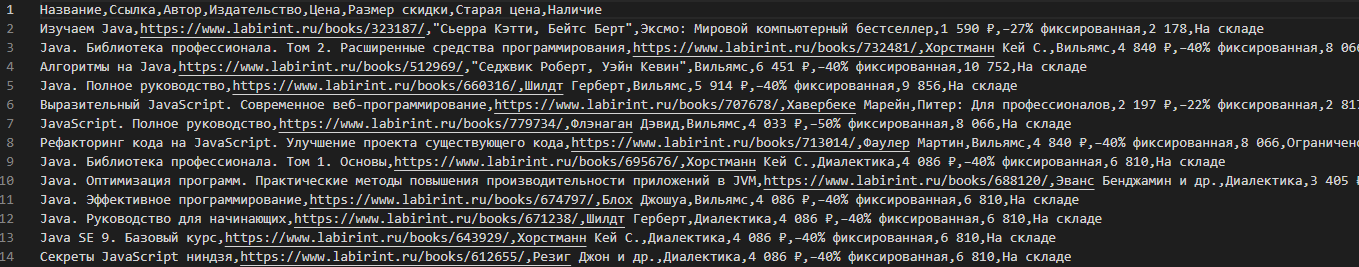 1 Название,Ссылка,Автор,Издательство,Цена,Размер скидки,Старая цена,Наличие
2 Изучаем Java,https://www.labirint.ru/books/323187/,"Сьерра Кэтти, Бейтс Берт",Эксмо: Мировой компьютерный бестселлер,1 590 ₽,-27% фиксированная,2 178,На складе
3 Java. Библиотека профессионала. Том 2. Расширенные средства программирования,https://www.labirint.ru/books/732481/,Хорстманн Кей С.,Вильямс,4 840 ₽,-40% фиксированная,8 066
4 Алгоритмы на Java,https://www.labirint.ru/books/512969/,"Седжвик Роберт, Уэйн Кевин",Вильямс,6 451 ₽,-40% фиксированная,10 752,На складе
5 Java. Полное руководство,https://www.labirint.ru/books/660316/,Шилдт Герберт,Вильямс,5 914 ₽,-40% фиксированная,9 856,На складе
6 Выразительный JavaScript. Современное веб-программирование,https://www.labirint.ru/books/707678/,Хавербеке Марейн,Питер: Для профессионалов,2 197 ₽,-22% фиксированная,2 817
7 JavaScript. Полное руководство,https://www.labirint.ru/books/779734/,Флэнаган Дэвид,Вильямс,4 033 ₽,-50% фиксированная,8 066,На складе
8 Рефакторинг кода на JavaScript. Улучшение проекта существующего кода,https://www.labirint.ru/books/713014/,Фаулер Мартин,Вильямс,4 840 ₽,-40% фиксированная,8 066,Ограничен
9 Java. Библиотека профессионала. Том 1. Основы,https://www.labirint.ru/books/695676/,Хорстманн Кей С.,Диалектика,4 086 ₽,-40% фиксированная,6 810,На складе
10 Java. Оптимизация программ. Практические методы повышения производительности приложений в JVM,https://www.labirint.ru/books/688120/,Эванс Бенджамин и др.,Диалектика,3 405 ₽
11 Java. Эффективное программирование,https://www.labirint.ru/books/674797/,Блох Джошуа,Вильямс,4 086 ₽,-40% фиксированная,6 810,На складе
12 Java. Руководство для начинающих,https://www.labirint.ru/books/671238/,Шилдт Герберт,Диалектика,4 086 ₽,-40% фиксированная,6 810,На складе
13 Java SE 9. Базовый курс,https://www.labirint.ru/books/643929/,Хорстманн Кей С.,Диалектика,4 086 ₽,-40% фиксированная,6 810,На складе
14 Секреты JavaScript ниндзя,https://www.labirint.ru/books/612655/,Резиг Джон и др.,Диалектика,4 086 ₽,-40% фиксированная,6 810,На складе